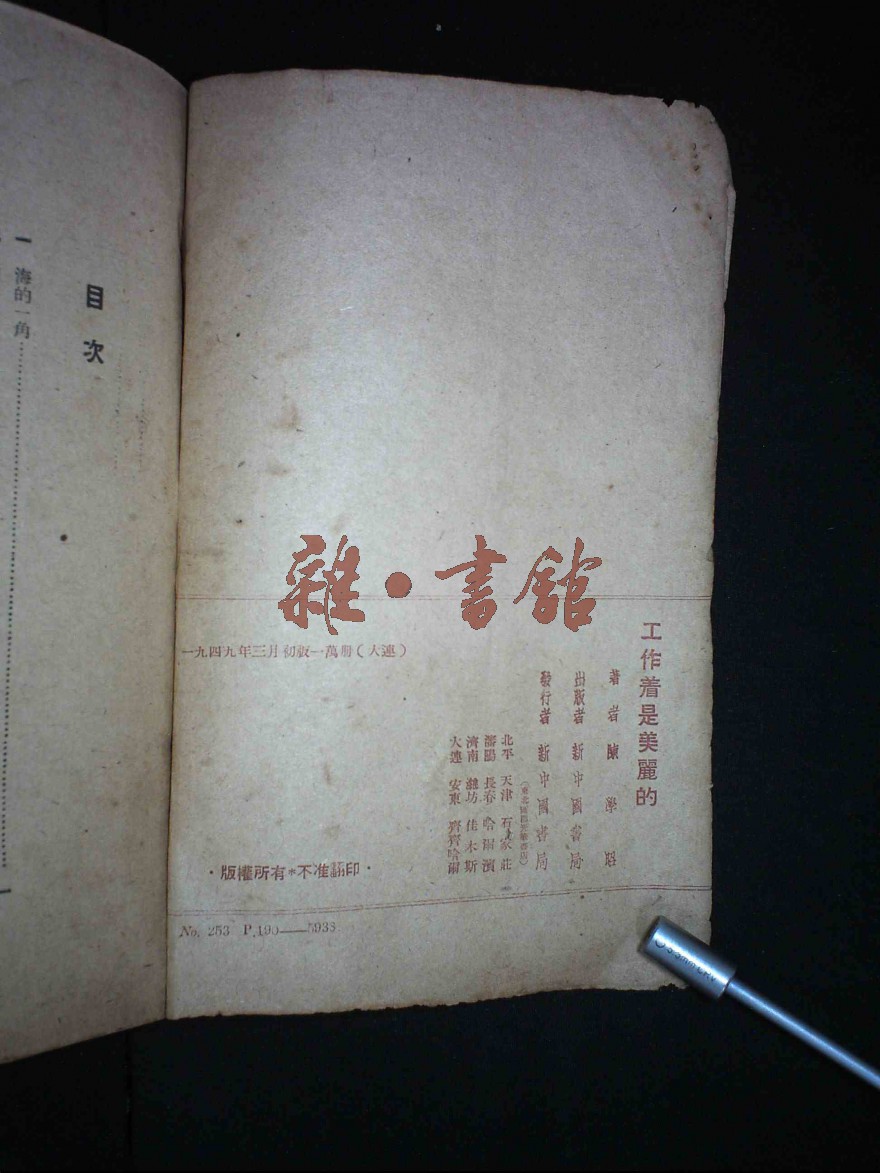 工作着是美麗的
著者 陳學昭
出版者 新中國書局
發行者 新中國書局
北平 天津 石家莊
瀋陽 長春 哈爾濱
濟南 濰坊 佳木斯
大連 安東 齊齊哈爾
一九四九年三月初版一萬冊(大連)
·版權所有*不准翻印·
No. 253 P.190——5938
雜·書館
目次
一 海的一角